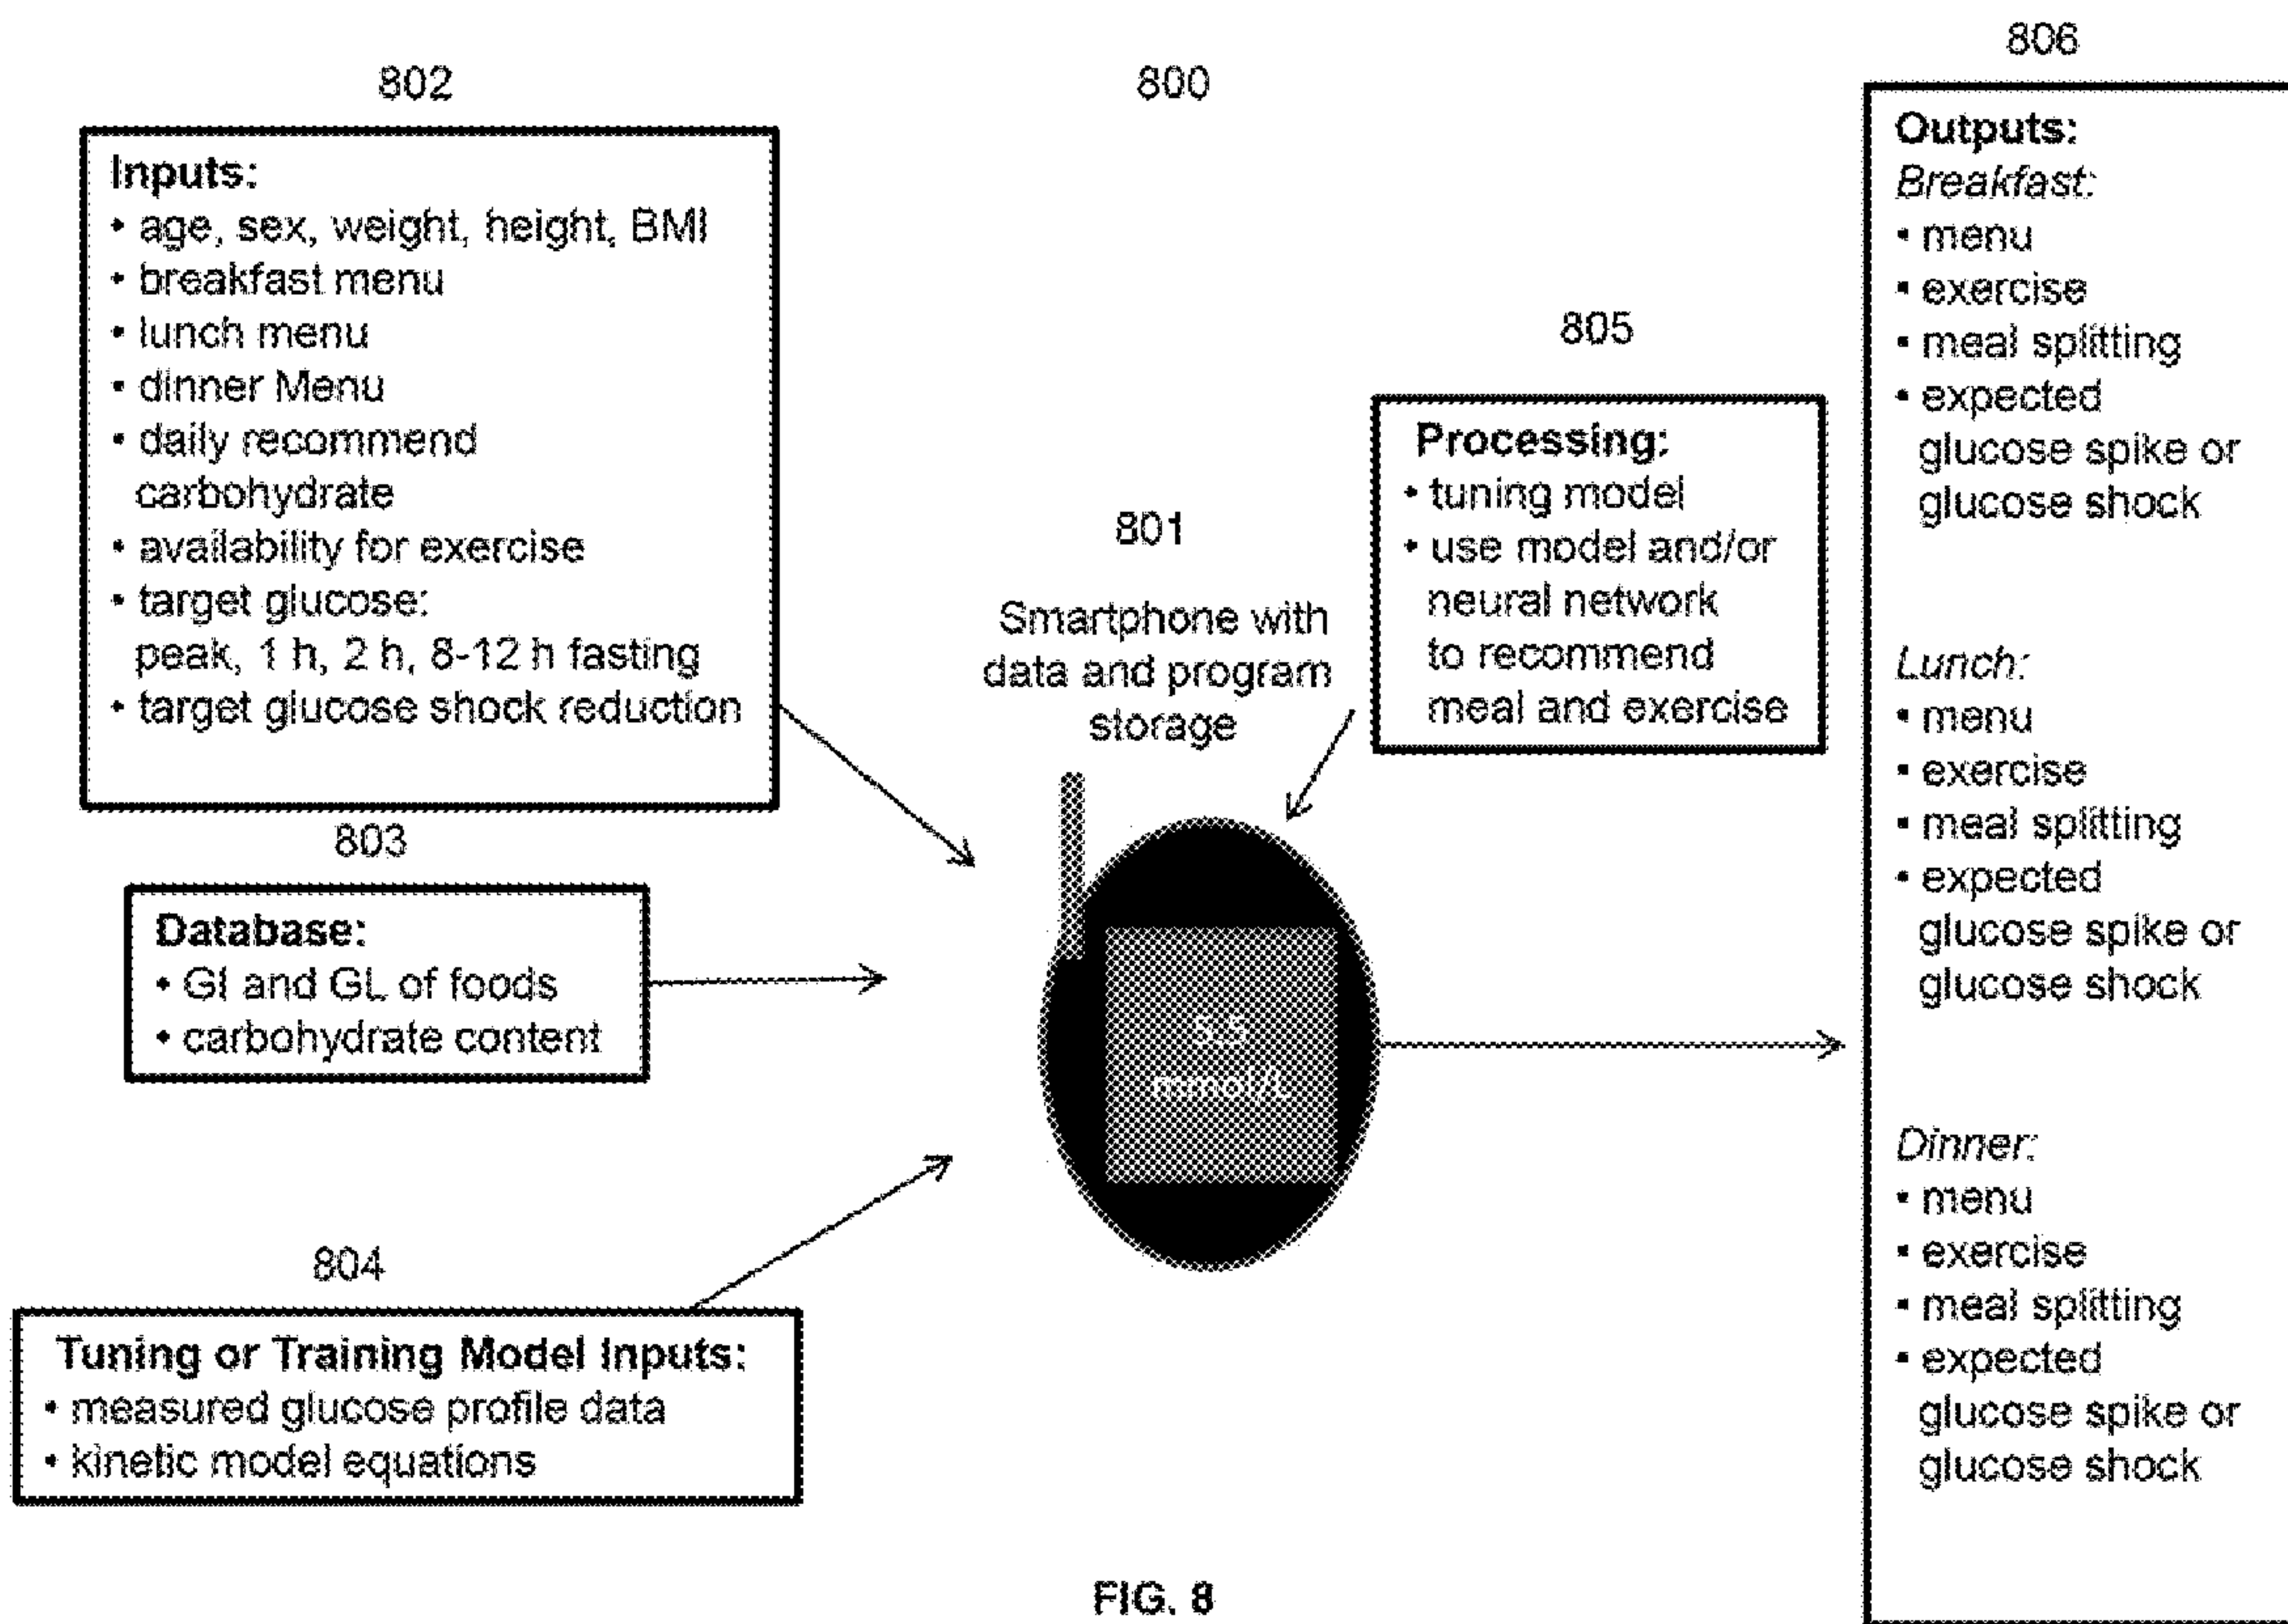 802
Inputs:
• age, sex, weight, height, BMI
• breakfast menu
• lunch menu
• dinner Menu
• daily recommend
carbohydrate
• availability for exercise
• target glucose:
peak, 1 h, 2 h, 8-12 h fasting
• target glucose shock reduction
803
Database:
• GI and GL of foods
• carbohydrate content
804
Tuning or Training Model Inputs:
• measured glucose profile data
• kinetic model equations
800
801
Smartphone with
data and program
storage
5.5
mmol/L
805
Processing:
• tuning model
• use model and/or
neural network
to recommend
meal and exercise
806
Outputs:
Breakfast:
• menu
• exercise
• meal splitting
• expected
glucose spike or
glucose shock
Lunch:
• menu
• exercise
• meal splitting
• expected
glucose spike or
glucose shock
Dinner:
• menu
• exercise
• meal splitting
• expected
glucose spike or
glucose shock
FIG. 8